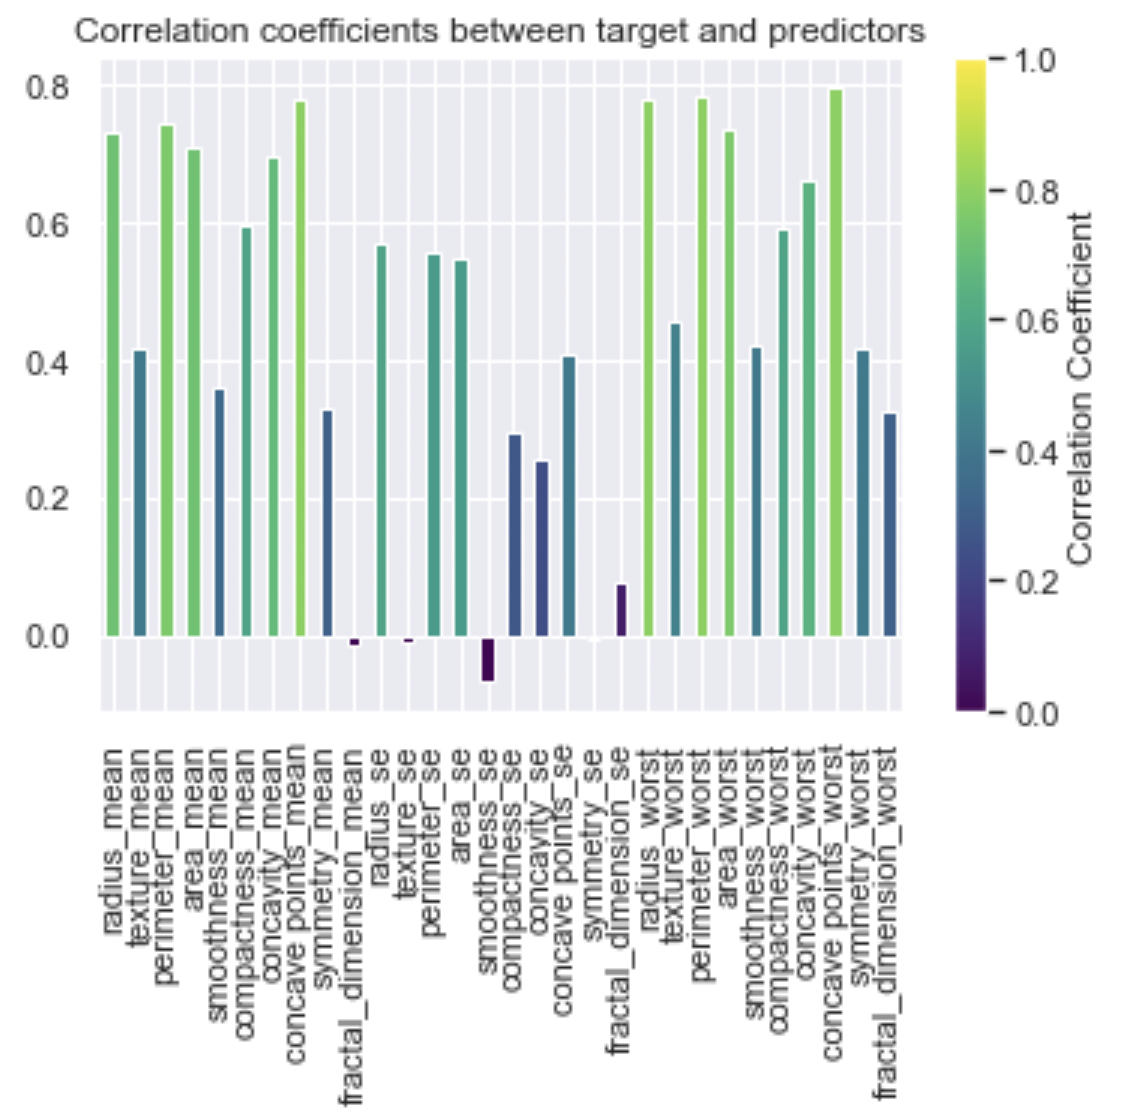 Correlation coefficients between target and predictors
0.8
0.6
0.4
0.2
0.0
radius_mean
texture_mean
perimeter_mean
area_mean
smoothness_mean
compactness_mean
concavity_mean
concave points_mean
symmetry_mean
fractal_dimension_mean
radius_se
texture_se
perimeter_se
area_se
smoothness_se
compactness_se
concavity_se
concave points_se
symmetry_se
fractal_dimension_se
radius_worst
texture_worst
perimeter_worst
area_worst
smoothness_worst
compactness_worst
concavity_worst
concave points_worst
symmetry_worst
fractal_dimension_worst
1.0
0.8
0.6
0.4
0.2
0.0
Correlation Coefficient